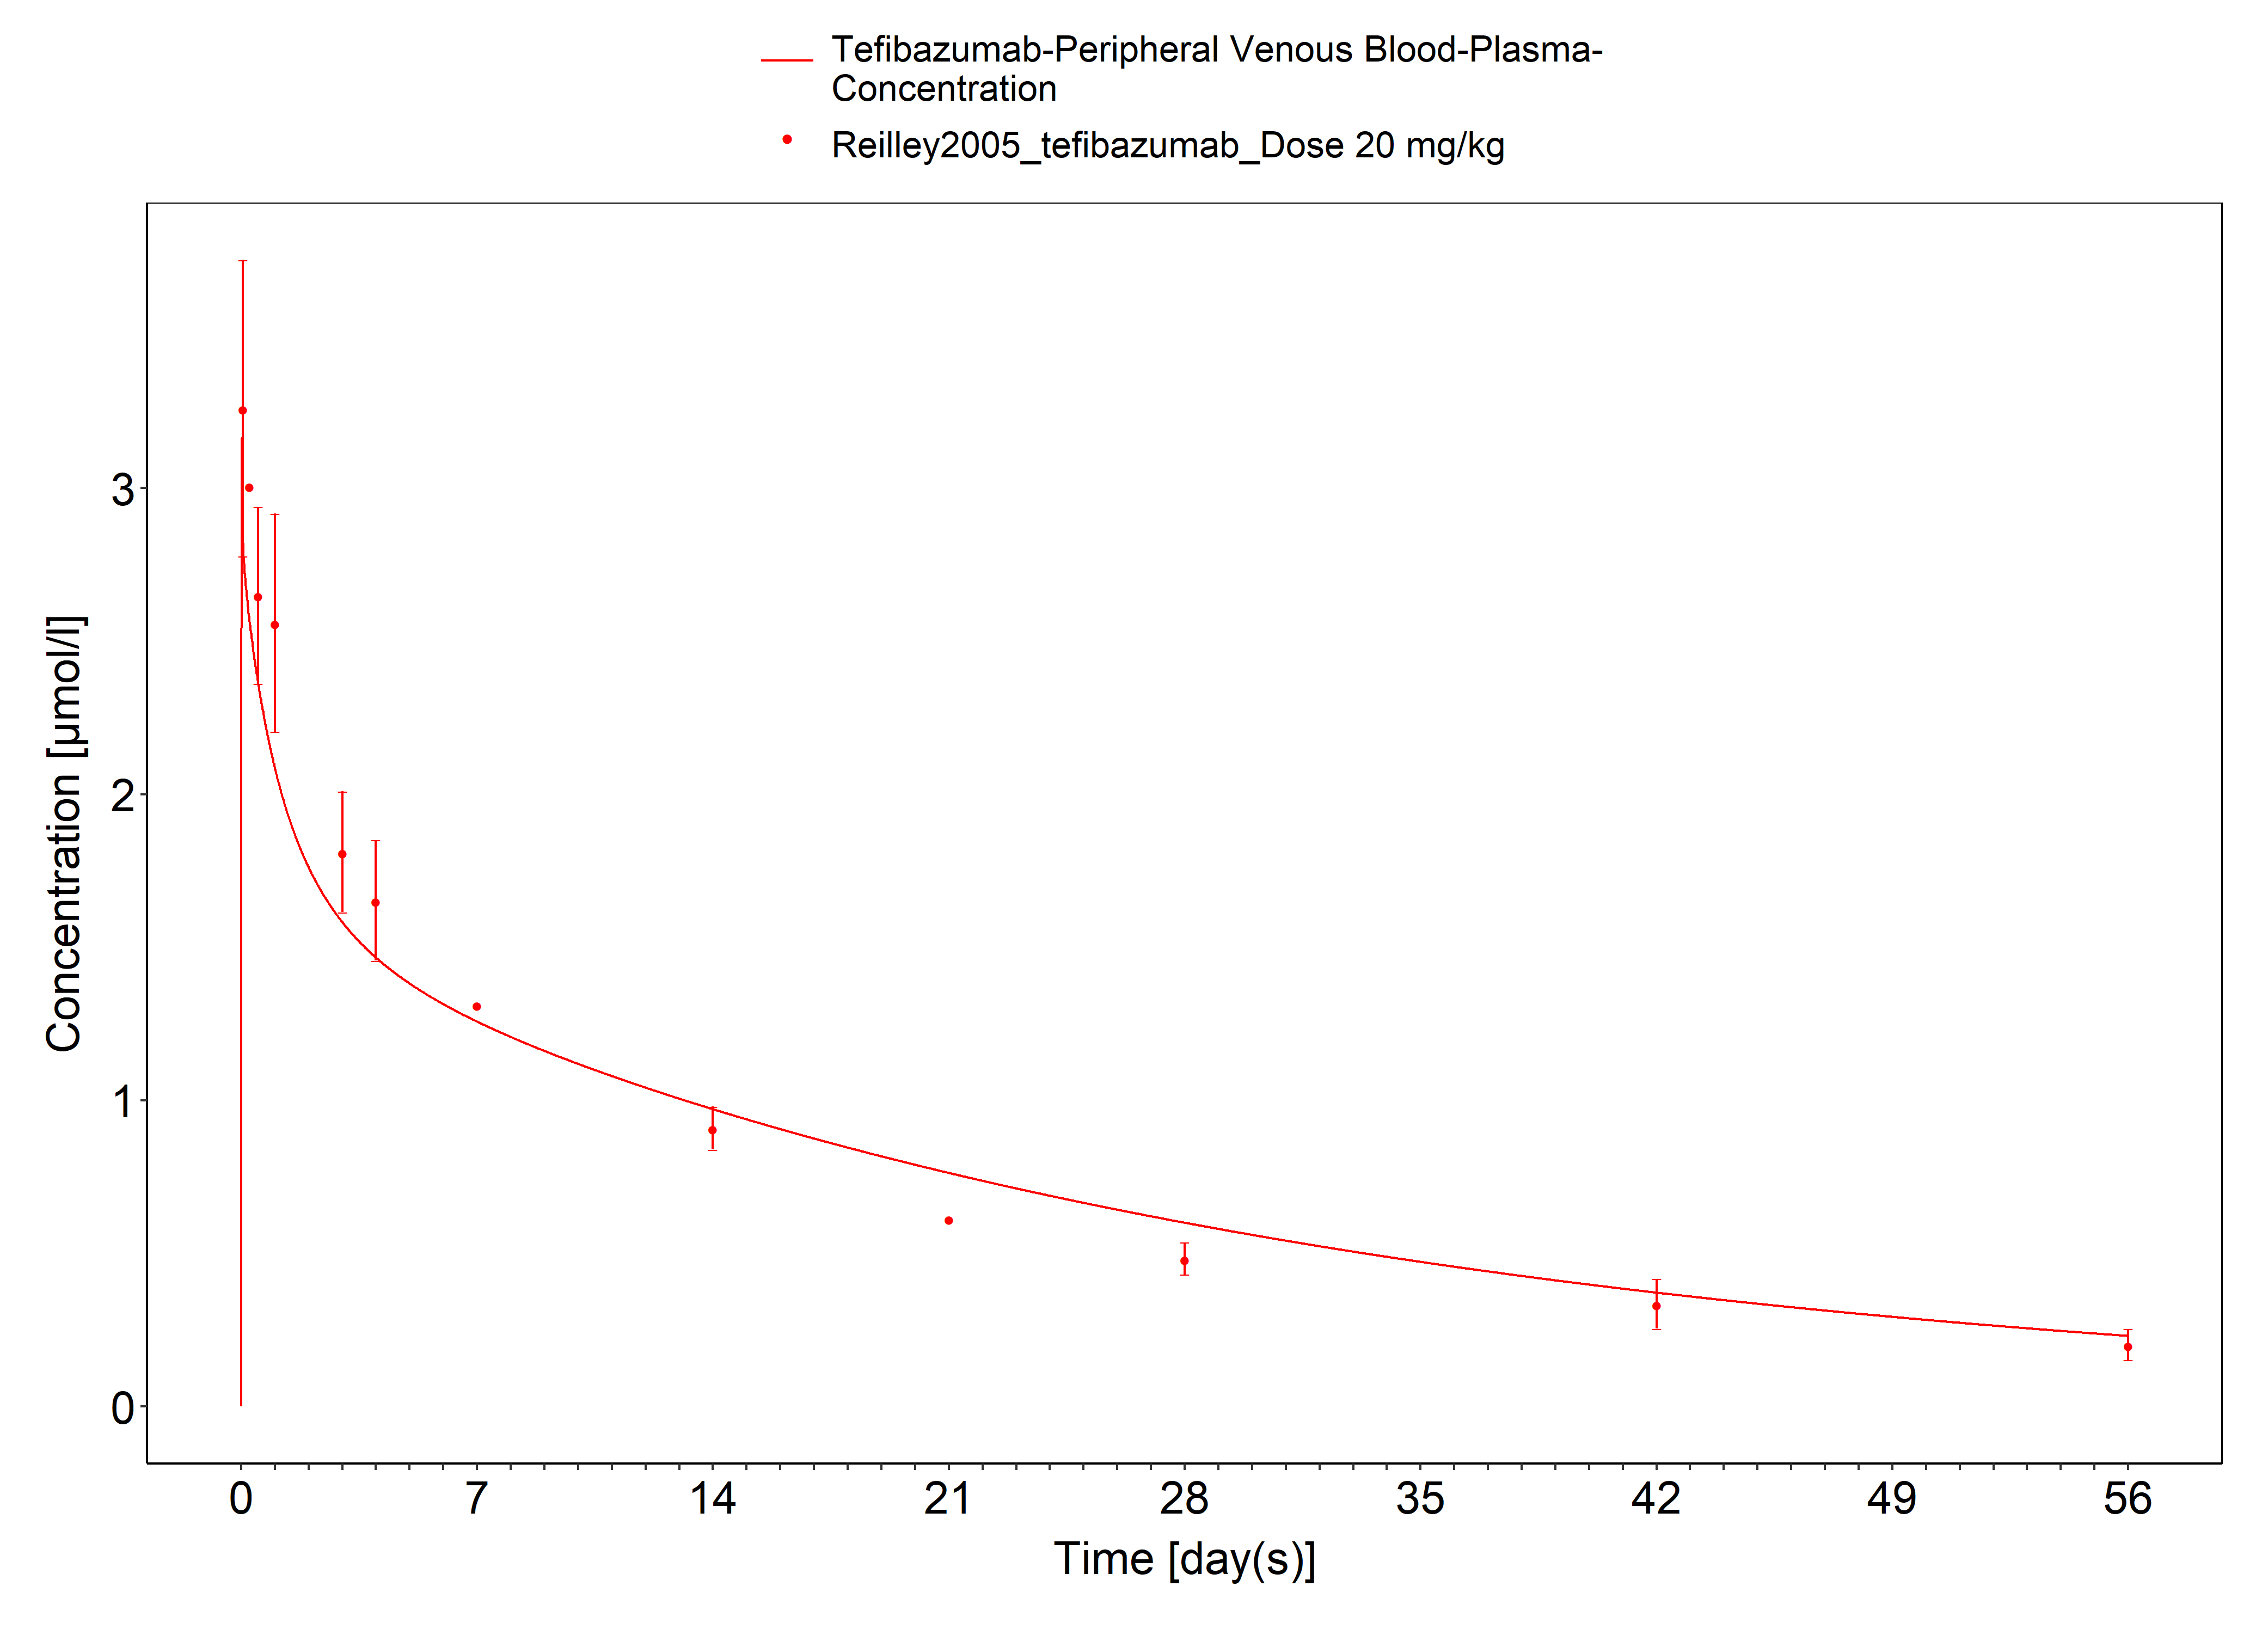 Tefibazumab-Peripheral Venous Blood-Plasma-
Concentration
Reilley2005_tefibazumab_Dose 20 mg/kg
Concentration [µmol/l]
3
2
1
0
0 7 14 21 28 35 42 49 56
Time [day(s)]